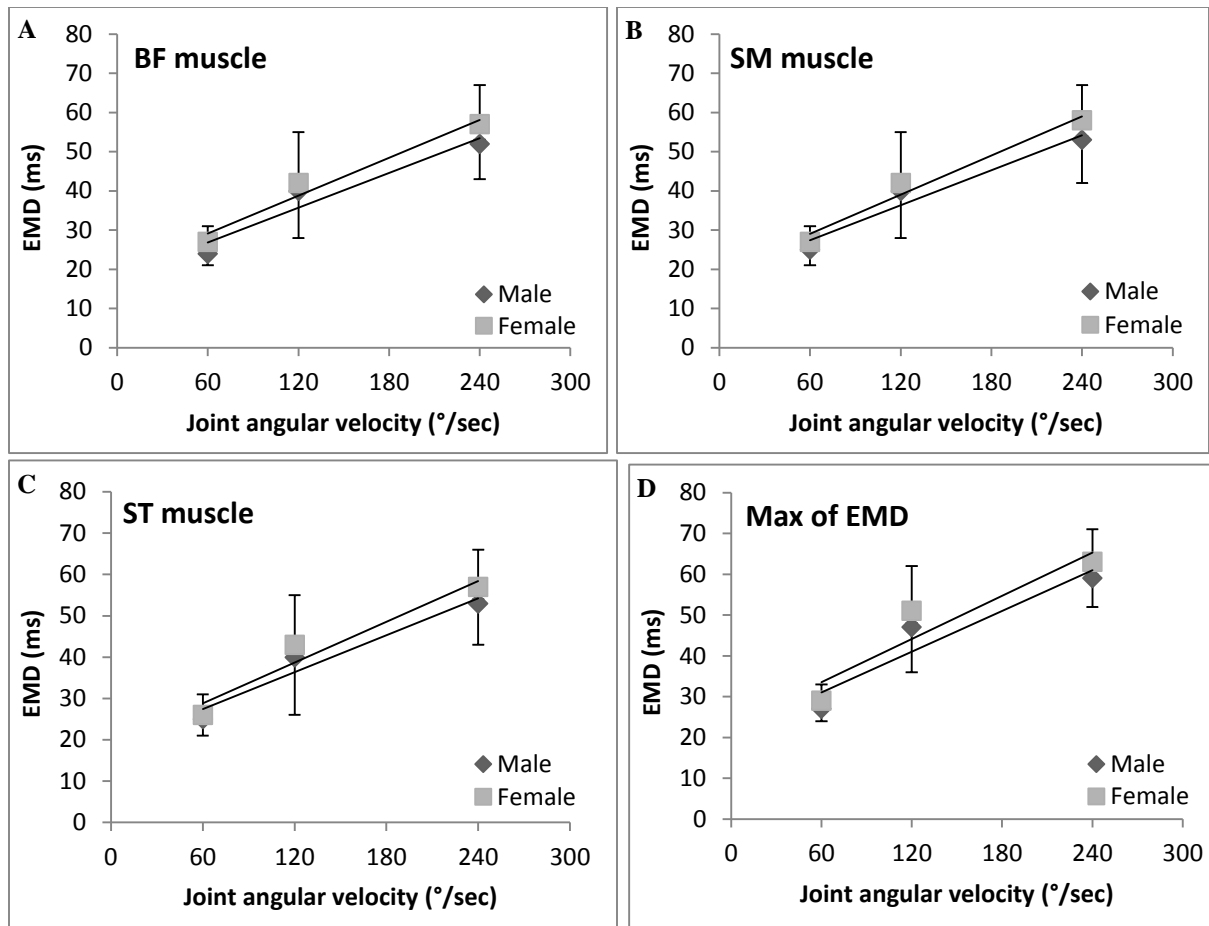 A
BF muscle
80
70
60
50
40
30
20
10
0
EMD (ms)
0 60 120 180 240 300
Joint angular velocity (°/sec)
Male
Female
B
SM muscle
80
70
60
50
40
30
20
10
0
EMD (ms)
0 60 120 180 240 300
Joint angular velocity (°/sec)
Male
Female
C
ST muscle
80
70
60
50
40
30
20
10
0
EMD (ms)
0 60 120 180 240 300
Joint angular velocity (°/sec)
Male
Female
D
Max of EMD
80
70
60
50
40
30
20
10
0
EMD (ms)
0 60 120 180 240 300
Joint angular velocity (°/sec)
Male
Female